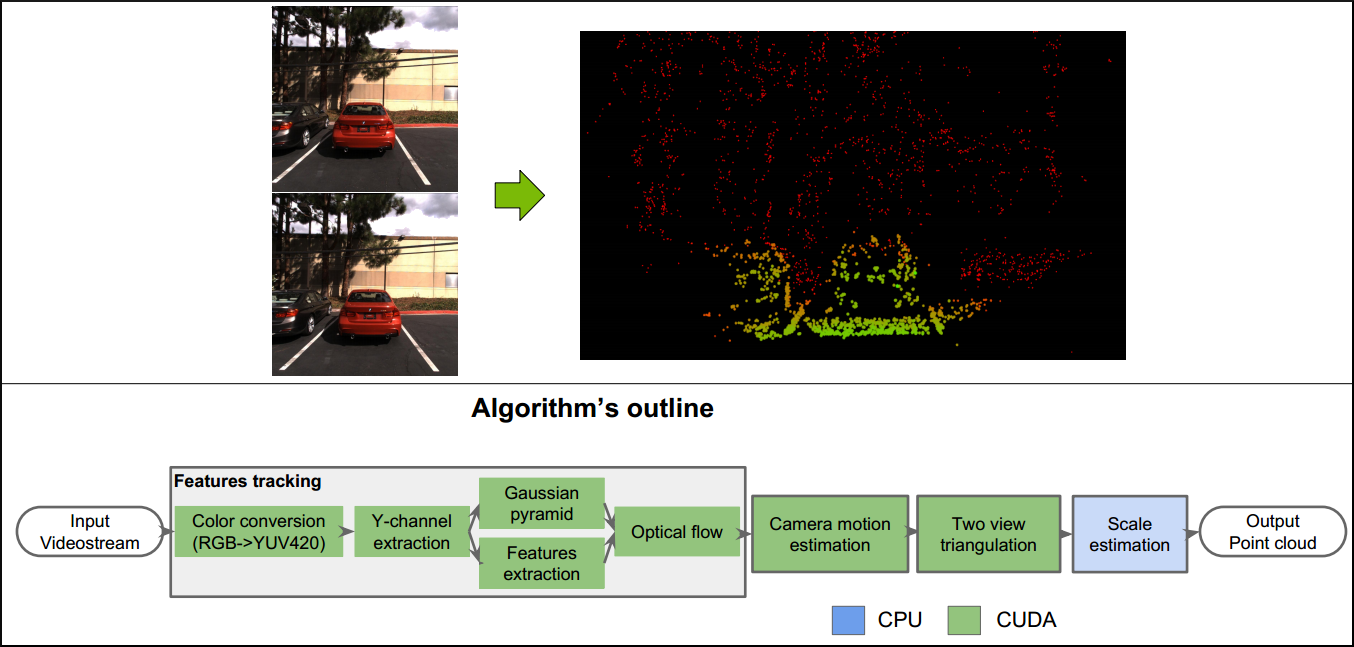 Algorithm's outline
Features tracking
Input
Videostream
Color conversion
(RGB->YUV420)
Y-channel
extraction
Gaussian
pyramid
Features
extraction
Optical flow
Camera motion
estimation
Two view
triangulation
Scale
estimation
Output
Point cloud
CPU
CUDA